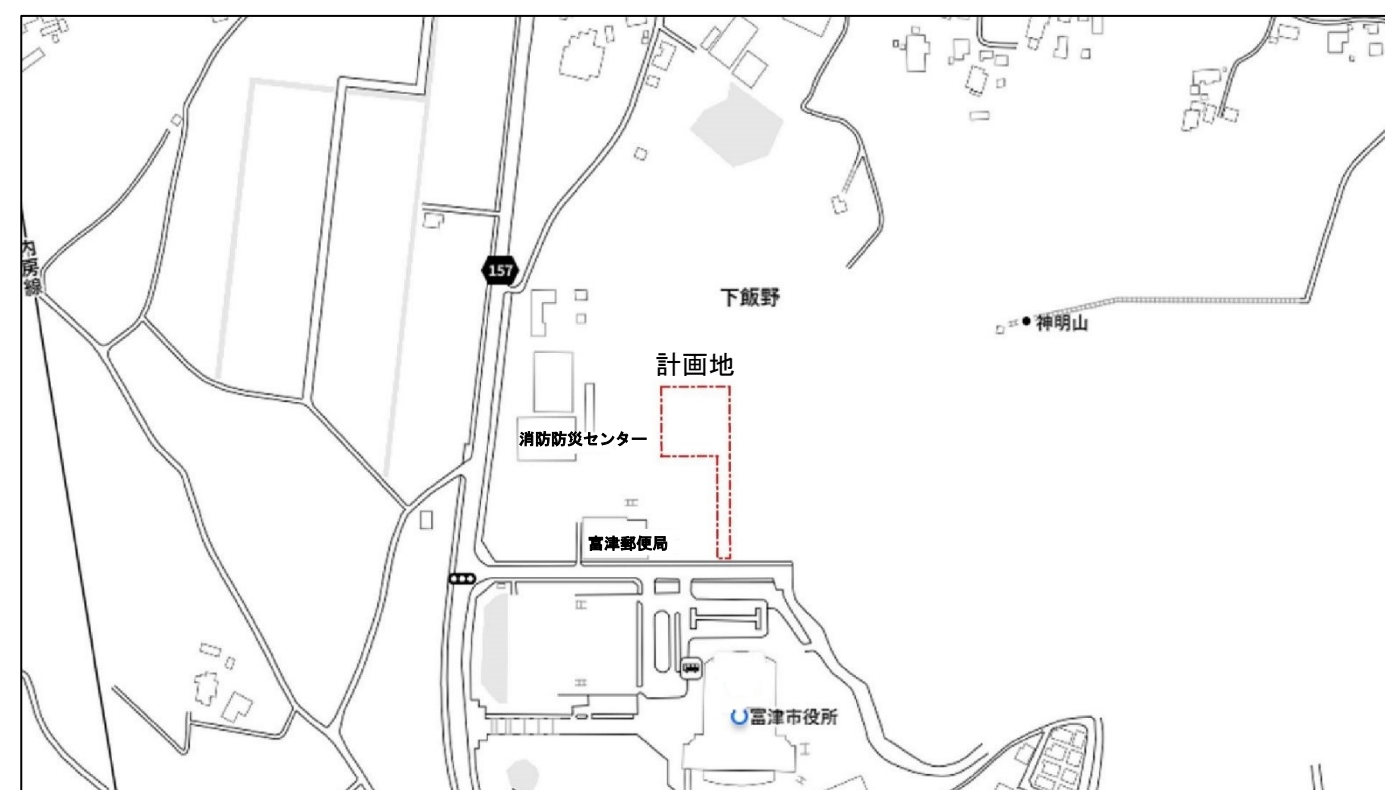 内房線
157
下飯野
神明山
計画地
消防防災センター
富津郵便局
富津市役所